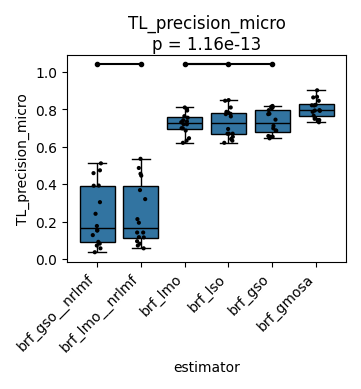 TL_precision_micro
p = 1.16e-13
TL_precision_micro
1.0
0.8
0.6
0.4
0.2
0.0
brf_gso__nrlmf
brf_lmo__nrlmf
brf_lmo
brf_lso
brf_gso
brf_gmosa
estimator